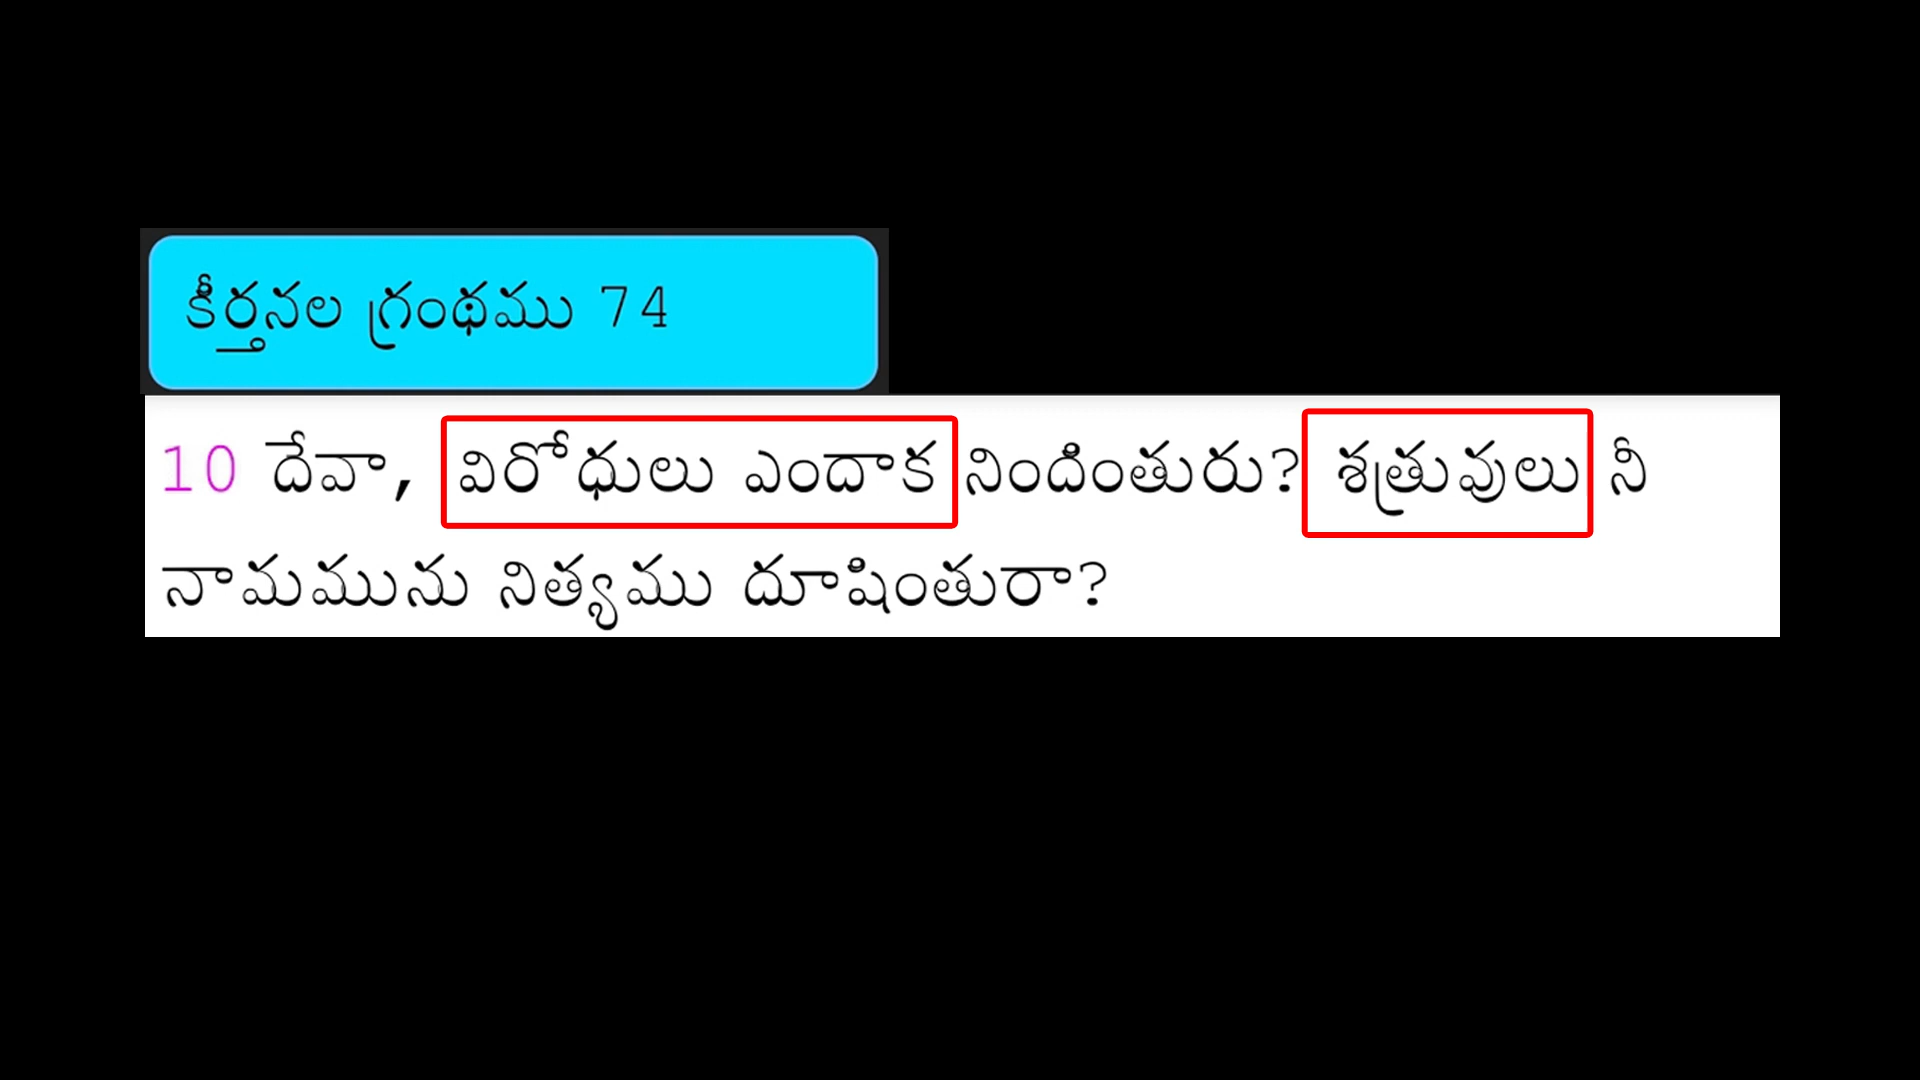 కీర్తనల గ్రంథము 74
10 దేవా, విరోధులు ఎందాక నిందింతురు? శత్రువులు నీ
నామమును నిత్యము దూషింతురా?